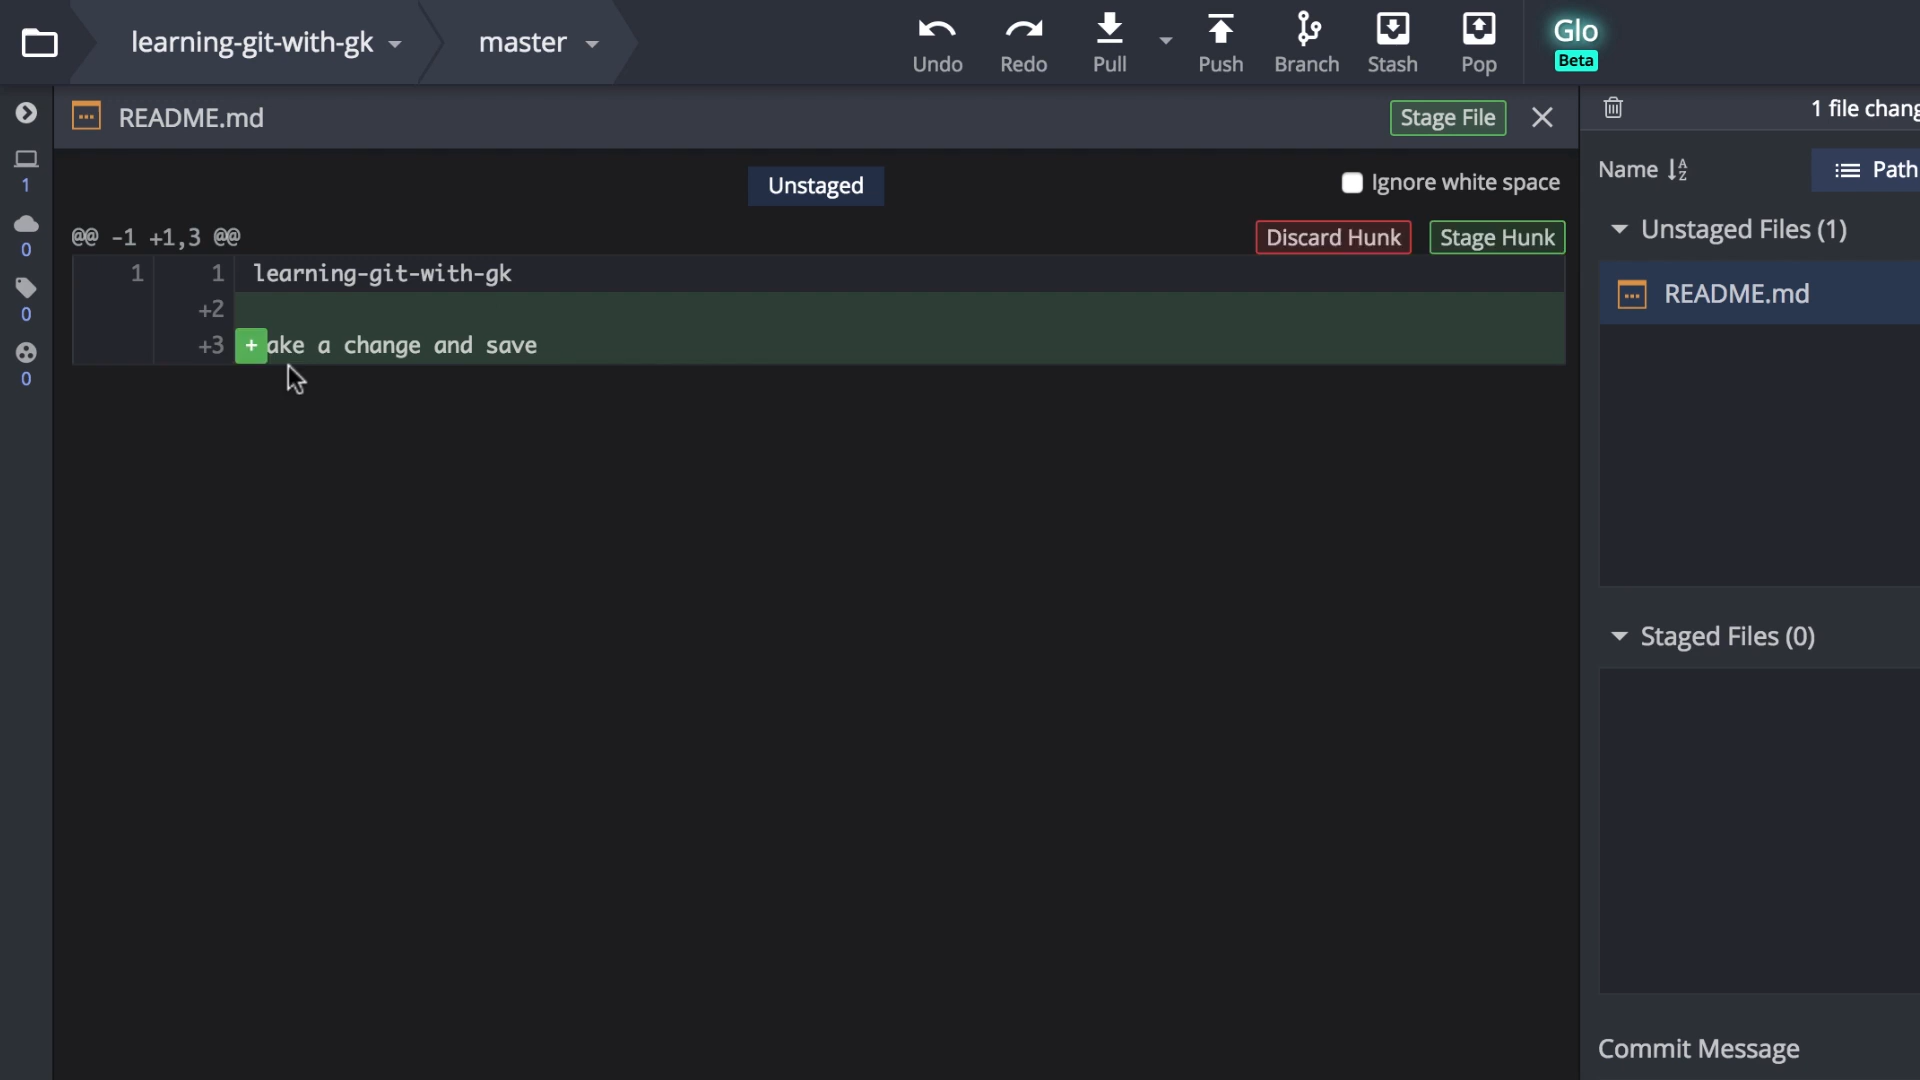 learning-git-with-gk
master
Undo
Redo
Pull
Push
Branch
Stash
Pop
Glo
Beta
README.md
Stage File
1 file chang
1
0
0
0
Unstaged
Ignore white space
@@ -1 +1,3 @@
Discard Hunk
Stage Hunk
1 1 learning-git-with-gk
+2
+3 + ake a change and save
Name
A
Z
Path
Unstaged Files (1)
README.md
Staged Files (0)
Commit Message